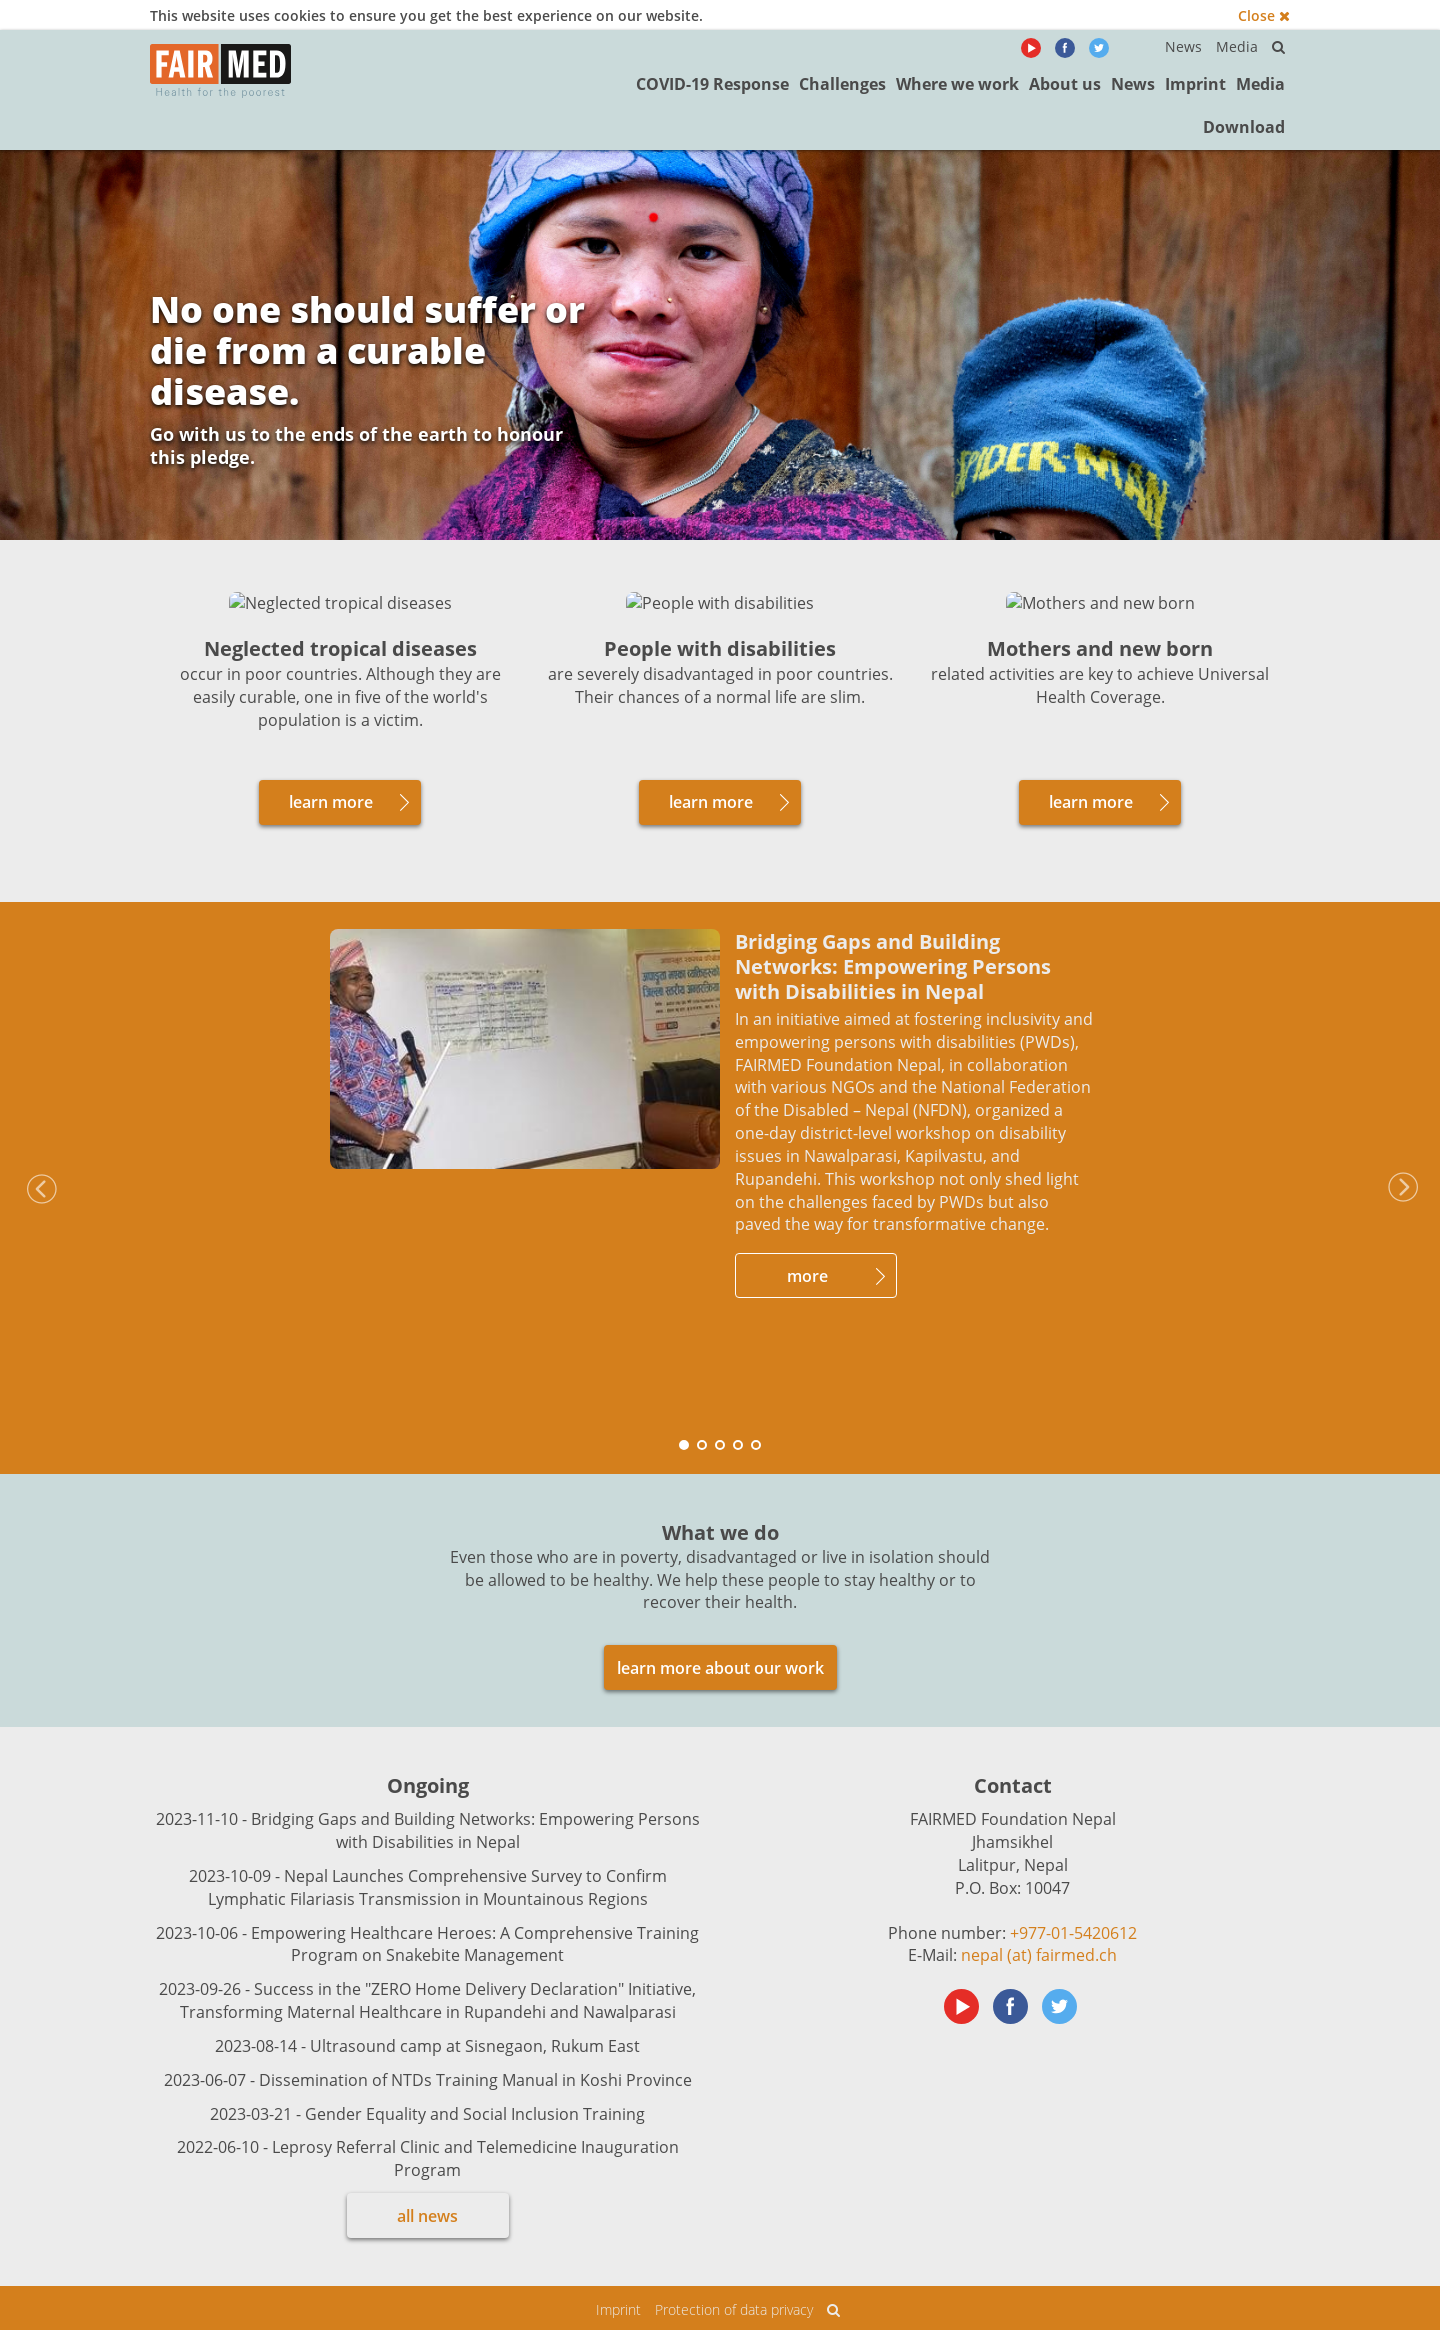 This website uses cookies to ensure you get the best experience on our website.
Close ✖
FAIR MED
Health for the poorest
News Media
COVID-19 Response Challenges Where we work About us News Imprint Media
Download
No one should suffer or
die from a curable
disease.
Go with us to the ends of the earth to honour
this pledge.
SPIDER-MAN
Neglected tropical diseases
People with disabilities
Mothers and new born
Neglected tropical diseases
occur in poor countries. Although they are
easily curable, one in five of the world's
population is a victim.
learn more
People with disabilities
are severely disadvantaged in poor countries.
Their chances of a normal life are slim.
learn more
Mothers and new born
related activities are key to achieve Universal
Health Coverage.
learn more
Bridging Gaps and Building
Networks: Empowering Persons
with Disabilities in Nepal
In an initiative aimed at fostering inclusivity and
empowering persons with disabilities (PWDs),
FAIRMED Foundation Nepal, in collaboration
with various NGOs and the National Federation
of the Disabled – Nepal (NFDN), organized a
one-day district-level workshop on disability
issues in Nawalparasi, Kapilvastu, and
Rupandehi. This workshop not only shed light
on the challenges faced by PWDs but also
paved the way for transformative change.
more
What we do
Even those who are in poverty, disadvantaged or live in isolation should
be allowed to be healthy. We help these people to stay healthy or to
recover their health.
learn more about our work
Ongoing
2023-11-10 - Bridging Gaps and Building Networks: Empowering Persons
with Disabilities in Nepal
2023-10-09 - Nepal Launches Comprehensive Survey to Confirm
Lymphatic Filariasis Transmission in Mountainous Regions
2023-10-06 - Empowering Healthcare Heroes: A Comprehensive Training
Program on Snakebite Management
2023-09-26 - Success in the "ZERO Home Delivery Declaration" Initiative,
Transforming Maternal Healthcare in Rupandehi and Nawalparasi
2023-08-14 - Ultrasound camp at Sisnegaon, Rukum East
2023-06-07 - Dissemination of NTDs Training Manual in Koshi Province
2023-03-21 - Gender Equality and Social Inclusion Training
2022-06-10 - Leprosy Referral Clinic and Telemedicine Inauguration
Program
all news
Contact
FAIRMED Foundation Nepal
Jhamsikhel
Lalitpur, Nepal
P.O. Box: 10047
Phone number: +977-01-5420612
E-Mail: nepal (at) fairmed.ch
Imprint Protection of data privacy